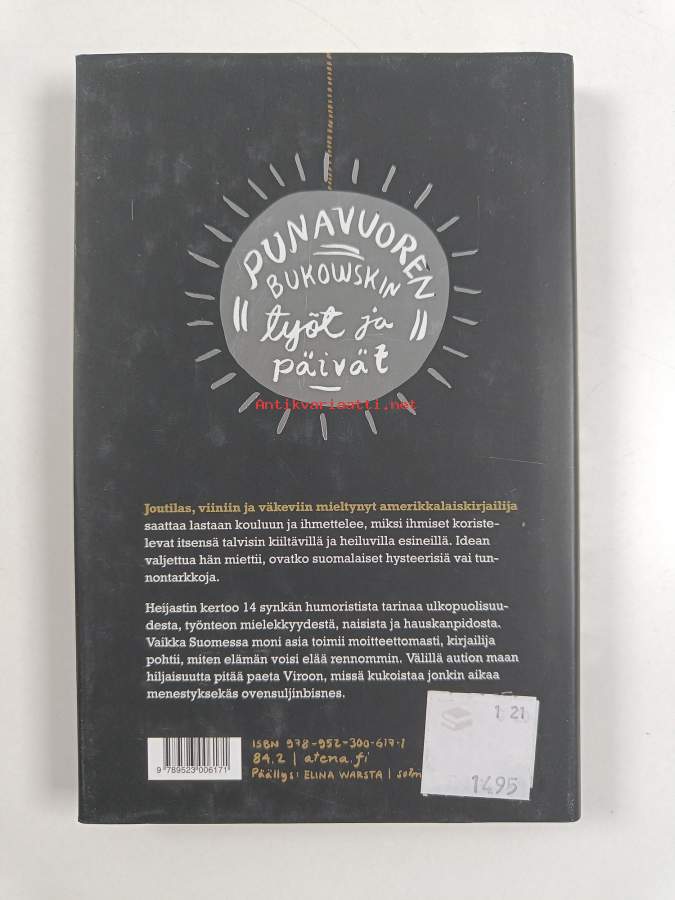 PUNAVUOREN
BUKOWSKIN
työt ja
päivät
Antikvariaatti.net
Joutilas, viiniin ja väkeviin mieltynyt amerikkalaiskirjailija
saattaa lastaan kouluun ja ihmettelee, miksi ihmiset koriste-
levat itsensä talvisin kiiltävillä ja heiluvilla esineillä. Idean
valjettua hän miettii, ovatko suomalaiset hysteerisiä vai tun-
nontarkkoja.
Heijastin kertoo 14 synkän humoristista tarinaa ulkopuolisuu-
desta, työnteon mielekkyydestä, naisista ja hauskanpidosta.
Vaikka Suomessa moni asia toimii moitteettomasti, kirjailija
pohtii, miten elämän voisi elää rennommin. Välillä aution maan
hiljaisuutta pitää paeta Viroon, missä kukoistaa jonkin aikaa
menestyksekäs ovensuljinbisnes.
1 21
1495
ISBN 978-952-300-617-1
84.2 | atena.fi
Päällys: ELINA WARSTA |
9 789523 006171